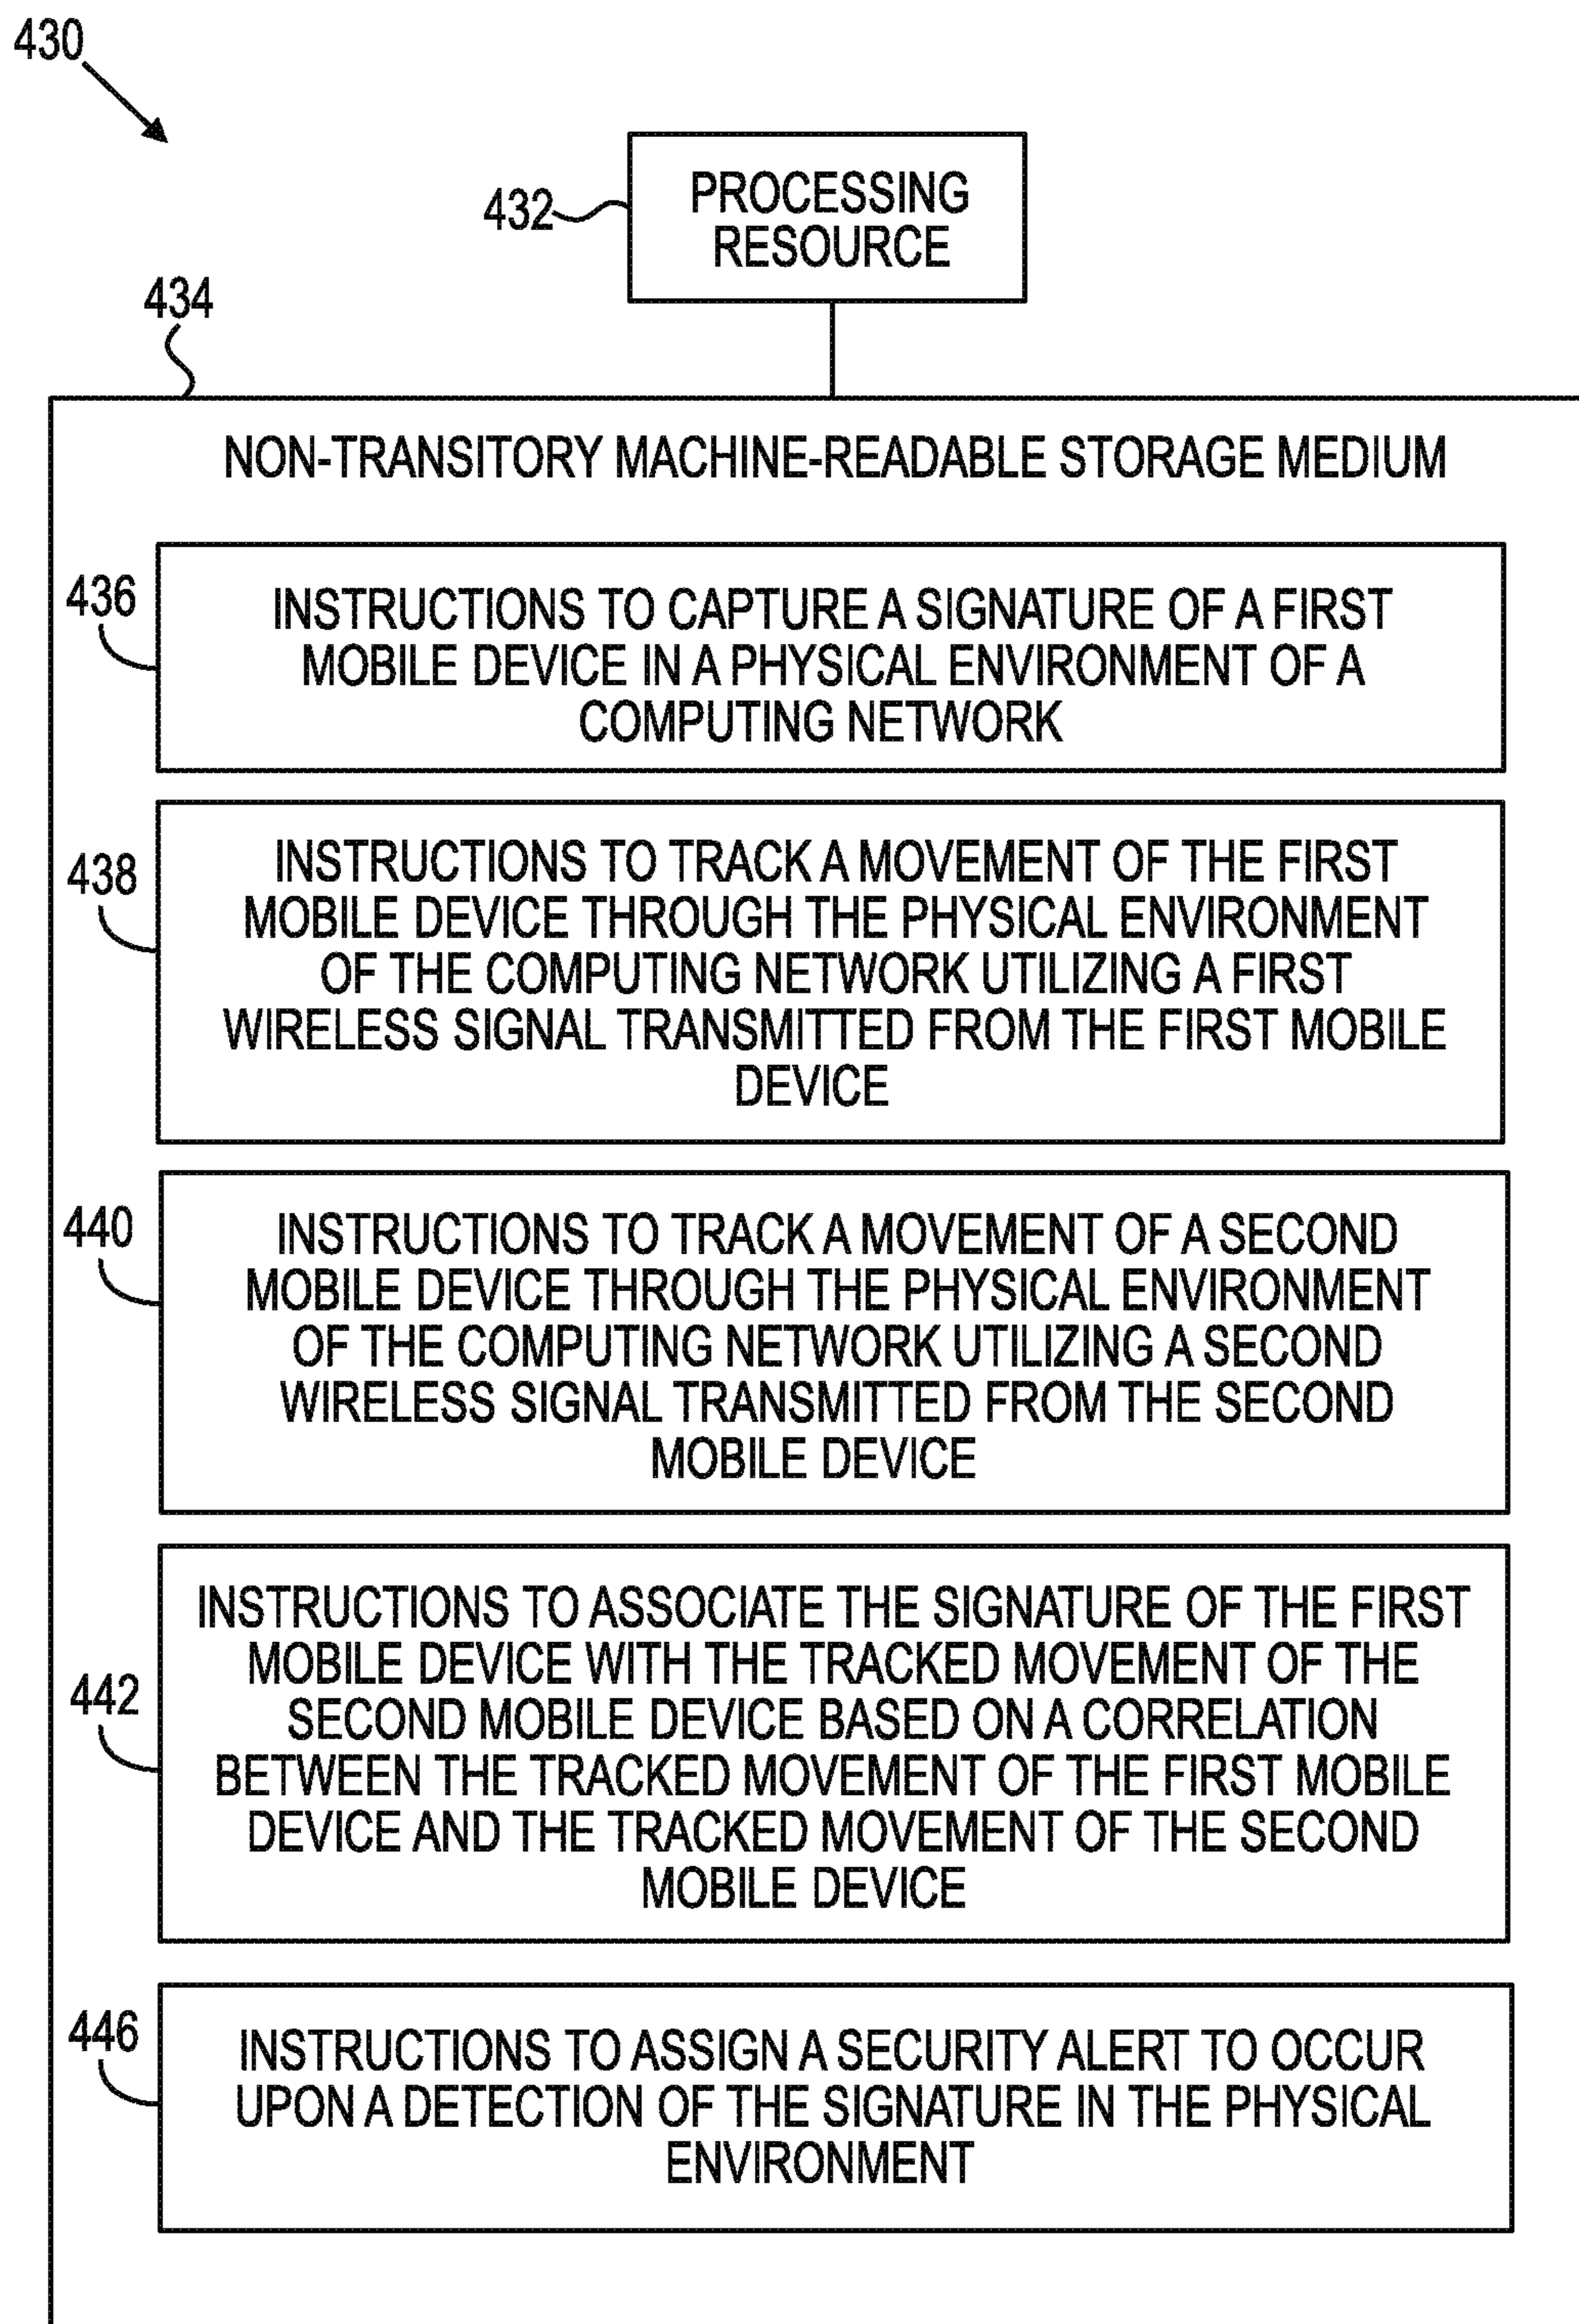 430
432
PROCESSING
RESOURCE
434
NON-TRANSITORY MACHINE-READABLE STORAGE MEDIUM
436
INSTRUCTIONS TO CAPTURE A SIGNATURE OF A FIRST
MOBILE DEVICE IN A PHYSICAL ENVIRONMENT OF A
COMPUTING NETWORK
438
INSTRUCTIONS TO TRACK A MOVEMENT OF THE FIRST
MOBILE DEVICE THROUGH THE PHYSICAL ENVIRONMENT
OF THE COMPUTING NETWORK UTILIZING A FIRST
WIRELESS SIGNAL TRANSMITTED FROM THE FIRST MOBILE
DEVICE
440
INSTRUCTIONS TO TRACK A MOVEMENT OF A SECOND
MOBILE DEVICE THROUGH THE PHYSICAL ENVIRONMENT
OF THE COMPUTING NETWORK UTILIZING A SECOND
WIRELESS SIGNAL TRANSMITTED FROM THE SECOND
MOBILE DEVICE
442
INSTRUCTIONS TO ASSOCIATE THE SIGNATURE OF THE FIRST
MOBILE DEVICE WITH THE TRACKED MOVEMENT OF THE
SECOND MOBILE DEVICE BASED ON A CORRELATION
BETWEEN THE TRACKED MOVEMENT OF THE FIRST MOBILE
DEVICE AND THE TRACKED MOVEMENT OF THE SECOND
MOBILE DEVICE
446
INSTRUCTIONS TO ASSIGN A SECURITY ALERT TO OCCUR
UPON A DETECTION OF THE SIGNATURE IN THE PHYSICAL
ENVIRONMENT